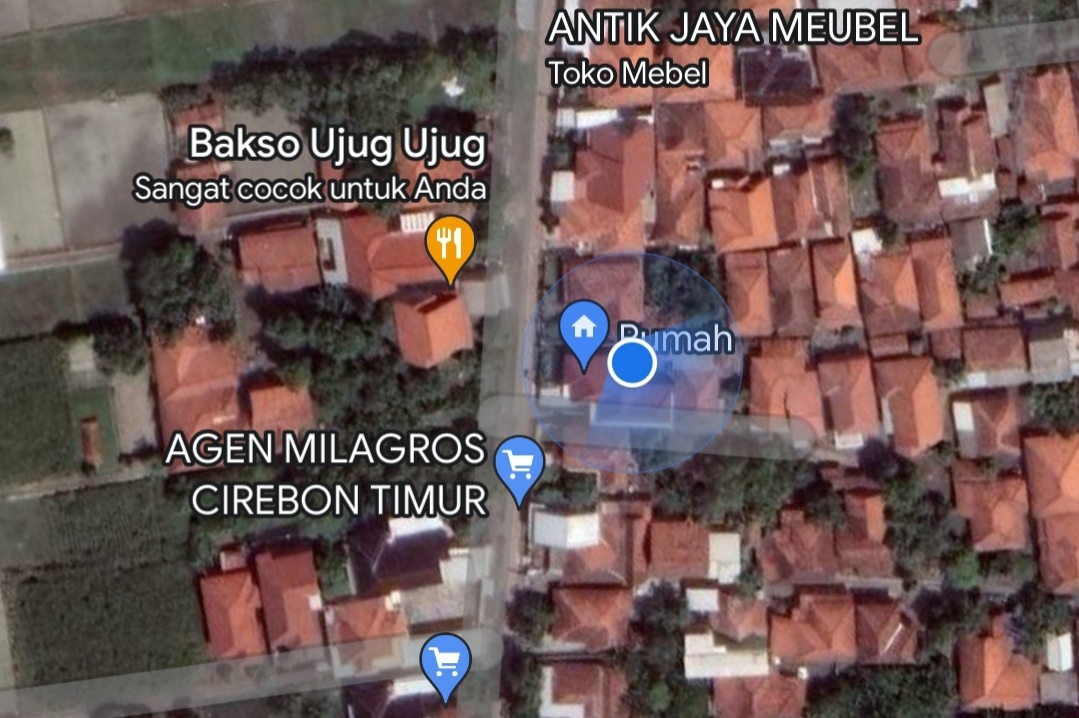 ANTIK JAYA MEUBEL
Toko Mebel
Bakso Ujug Ujug
Sangat cocok untuk Anda
Rumah
AGEN MILAGROS
CIREBON TIMUR